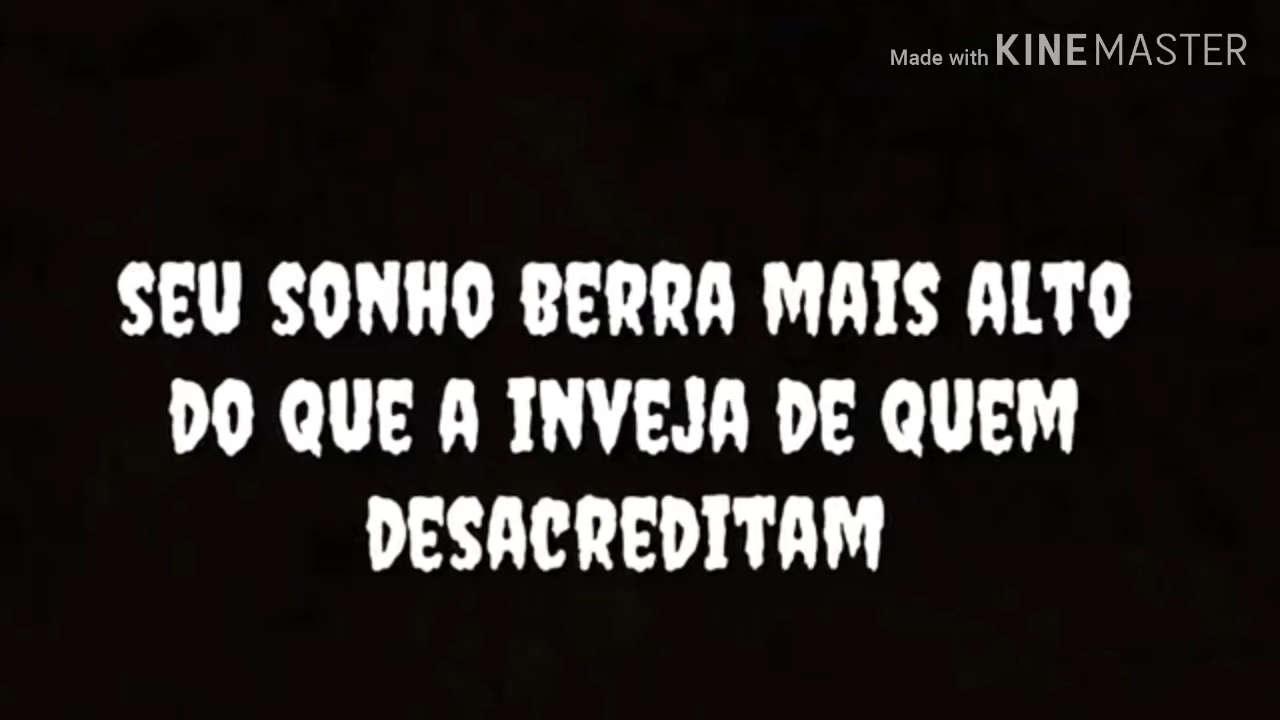 Made with KINEMASTER
SEU SONHO BERRA MAIS ALTO
DO QUE A INVEJA DE QUEM
DESACREDITAM